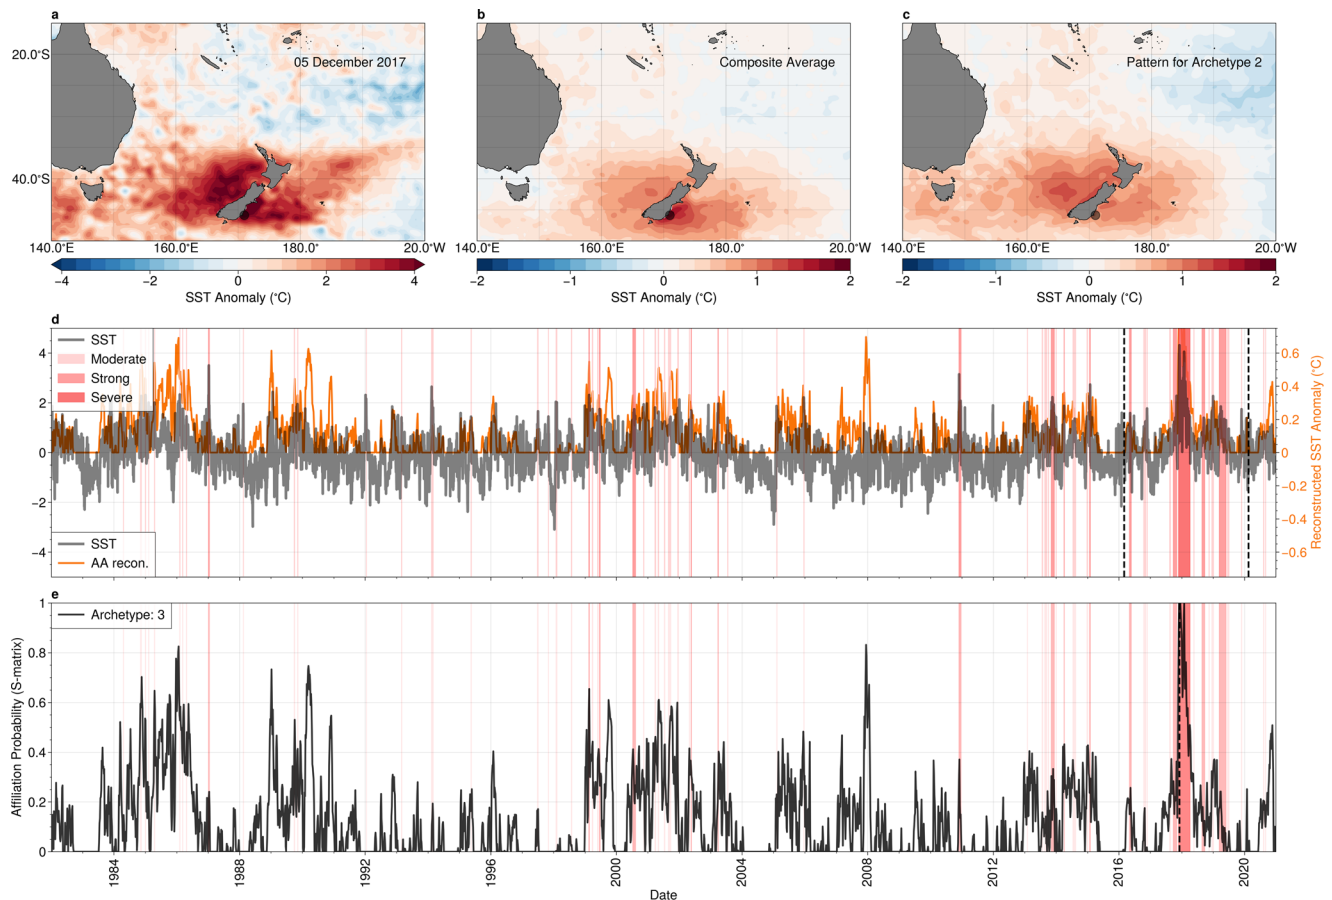 a
b
c
05 December 2017
Composite Average
Pattern for Archetype 2
20.0°S
40.0°S
140.0°E
160.0°E
180.0
20.0°W
140.0°E
160.0°E
180.0
20.0°W
140.0°E
160.0°E
180.0
20.0°W
−4
−2
0
2
4
−2
−1
0
1
2
−2
−1
0
1
2
SST Anomaly (°C)
SST Anomaly (°C)
SST Anomaly (°C)
d
SST
Moderate
Strong
Severe
4
2
0
−2
−4
0.6
0.4
0.2
0
−0.2
−0.4
−0.6
Reconstructed SST Anomaly (°C)
SST
AA recon.
e
Archetype: 3
1
0.8
0.6
0.4
0.2
0
Affiliation Probability (S-matrix)
1984
1988
1992
1996
2000
2004
2008
2012
2016
2020
Date